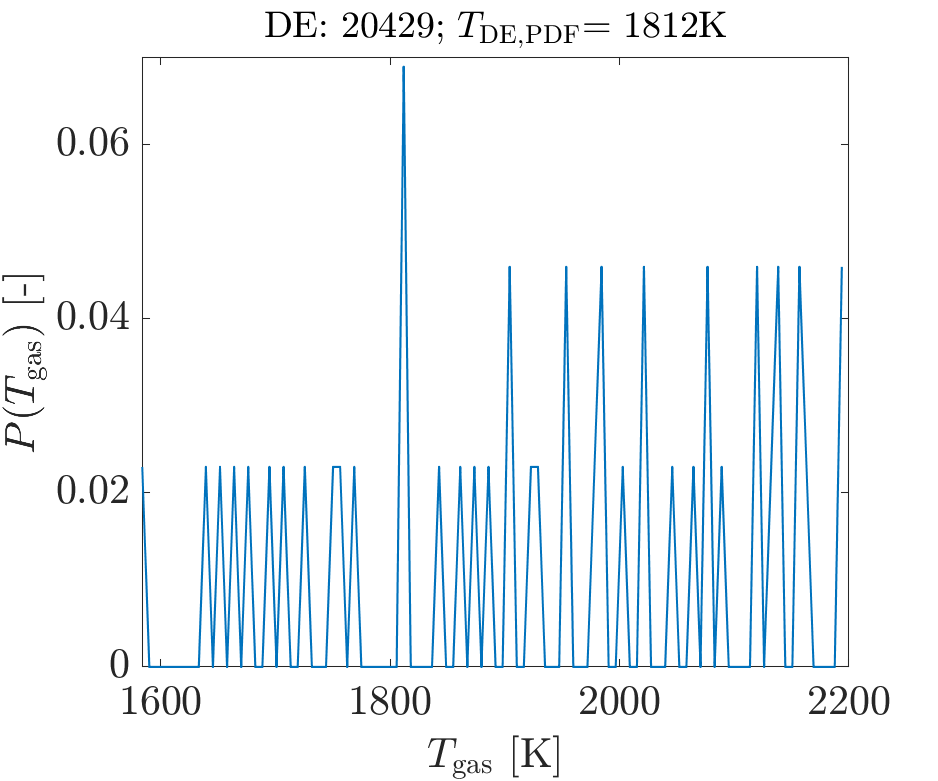 DE: 20429; T_DE,PDF= 1812K
0.06
0.04
0.02
0
P(T_gas) [-]
1600 1800 2000 2200
T_gas [K]